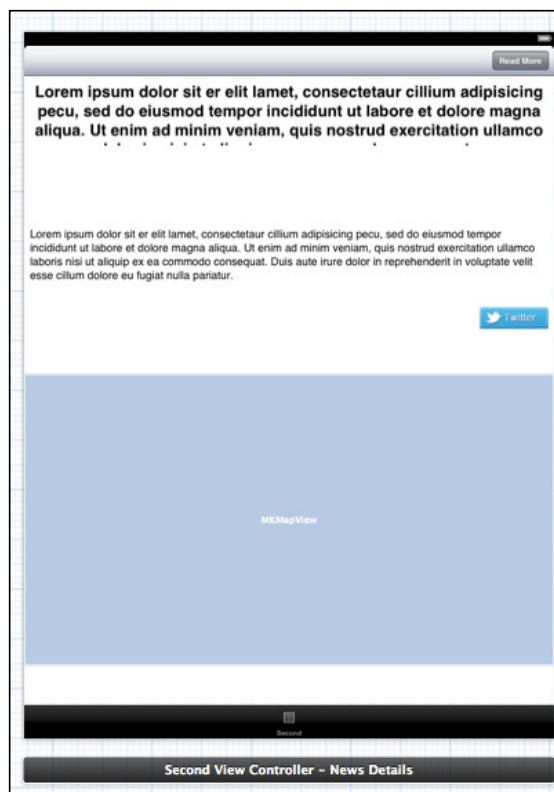 Read More
Lorem ipsum dolor sit er elit lamet, consectetaur cillium adipisicing
pecu, sed do eiusmod tempor incididunt ut labore et dolore magna
aliqua. Ut enim ad minim veniam, quis nostrud exercitation ullamco
Lorem ipsum dolor sit er elit lamet, consectetaur cillium adipisicing pecu, sed do eiusmod tempor
incididunt ut labore et dolore magna aliqua. Ut enim ad minim veniam, quis nostrud exercitation ullamco
laboris nisi ut aliquip ex ea commodo consequat. Duis aute irure dolor in reprehenderit in voluptate velit
esse cillum dolore eu fugiat nulla pariatur.
Twitter
MKMapView
Second
Second View Controller – News Details